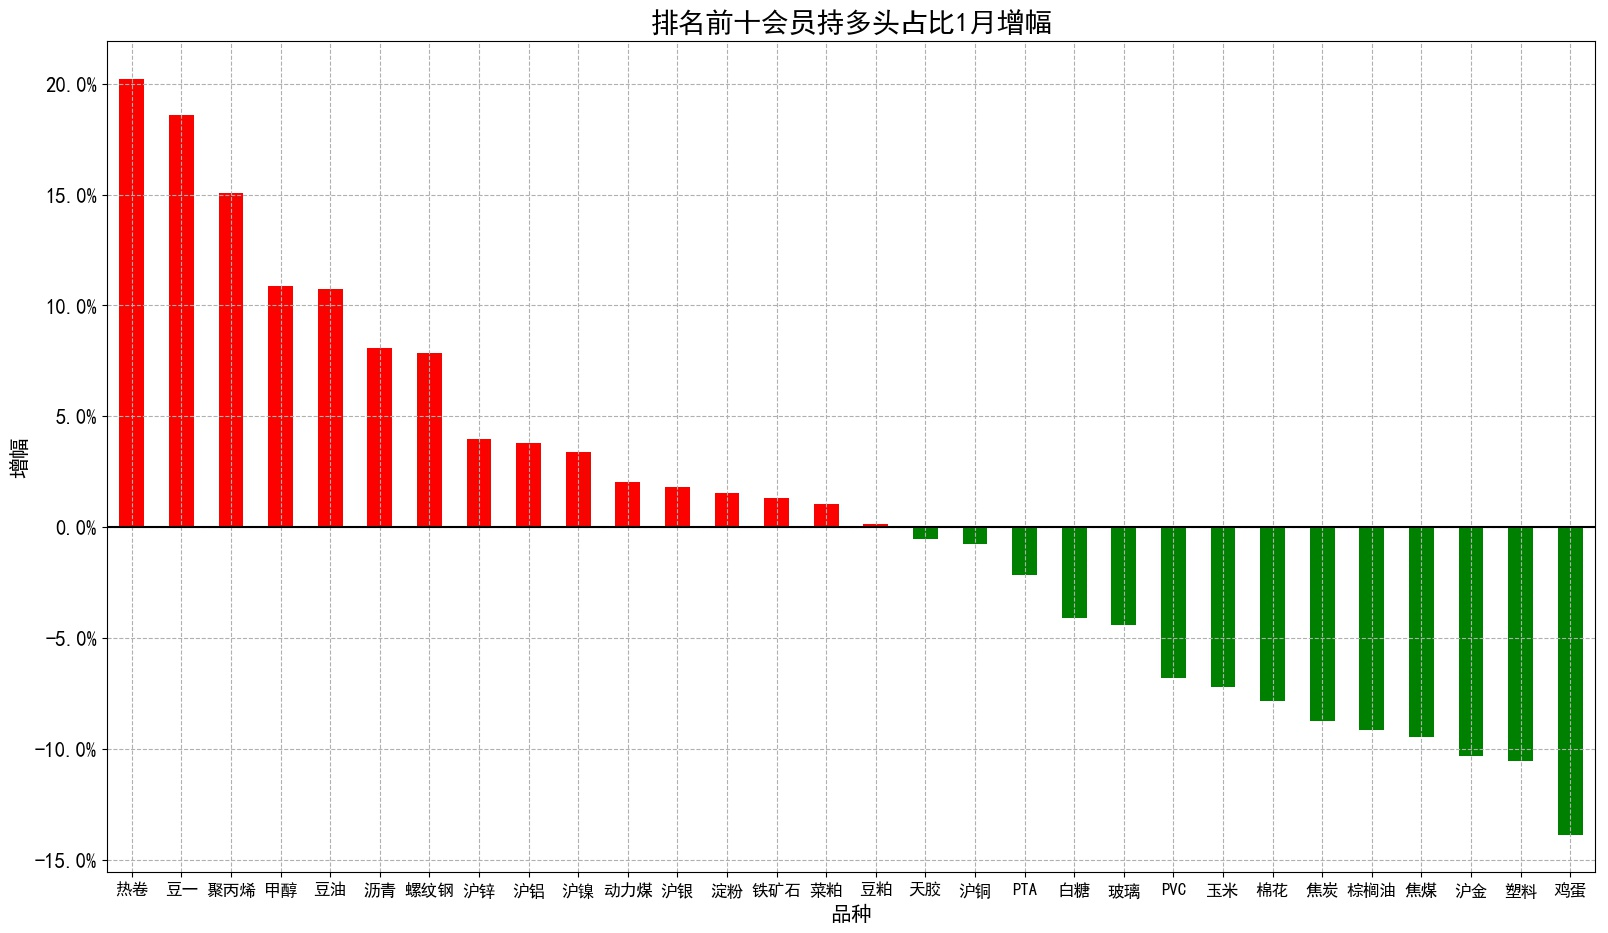 排名前十会员持多头占比1月增幅
20.0%
15.0%
10.0%
5.0%
0.0%
-5.0%
-10.0%
-15.0%
增幅
热卷 豆一 聚丙烯 甲醇 豆油 沥青 螺纹钢 沪锌 沪铝 沪镍 动力煤 沪银 淀粉 铁矿石 菜粕 豆粕 天胶 沪铜 PTA 白糖 玻璃 PVC 玉米 棉花 焦炭 棕榈油 焦煤 沪金 塑料 鸡蛋
品种